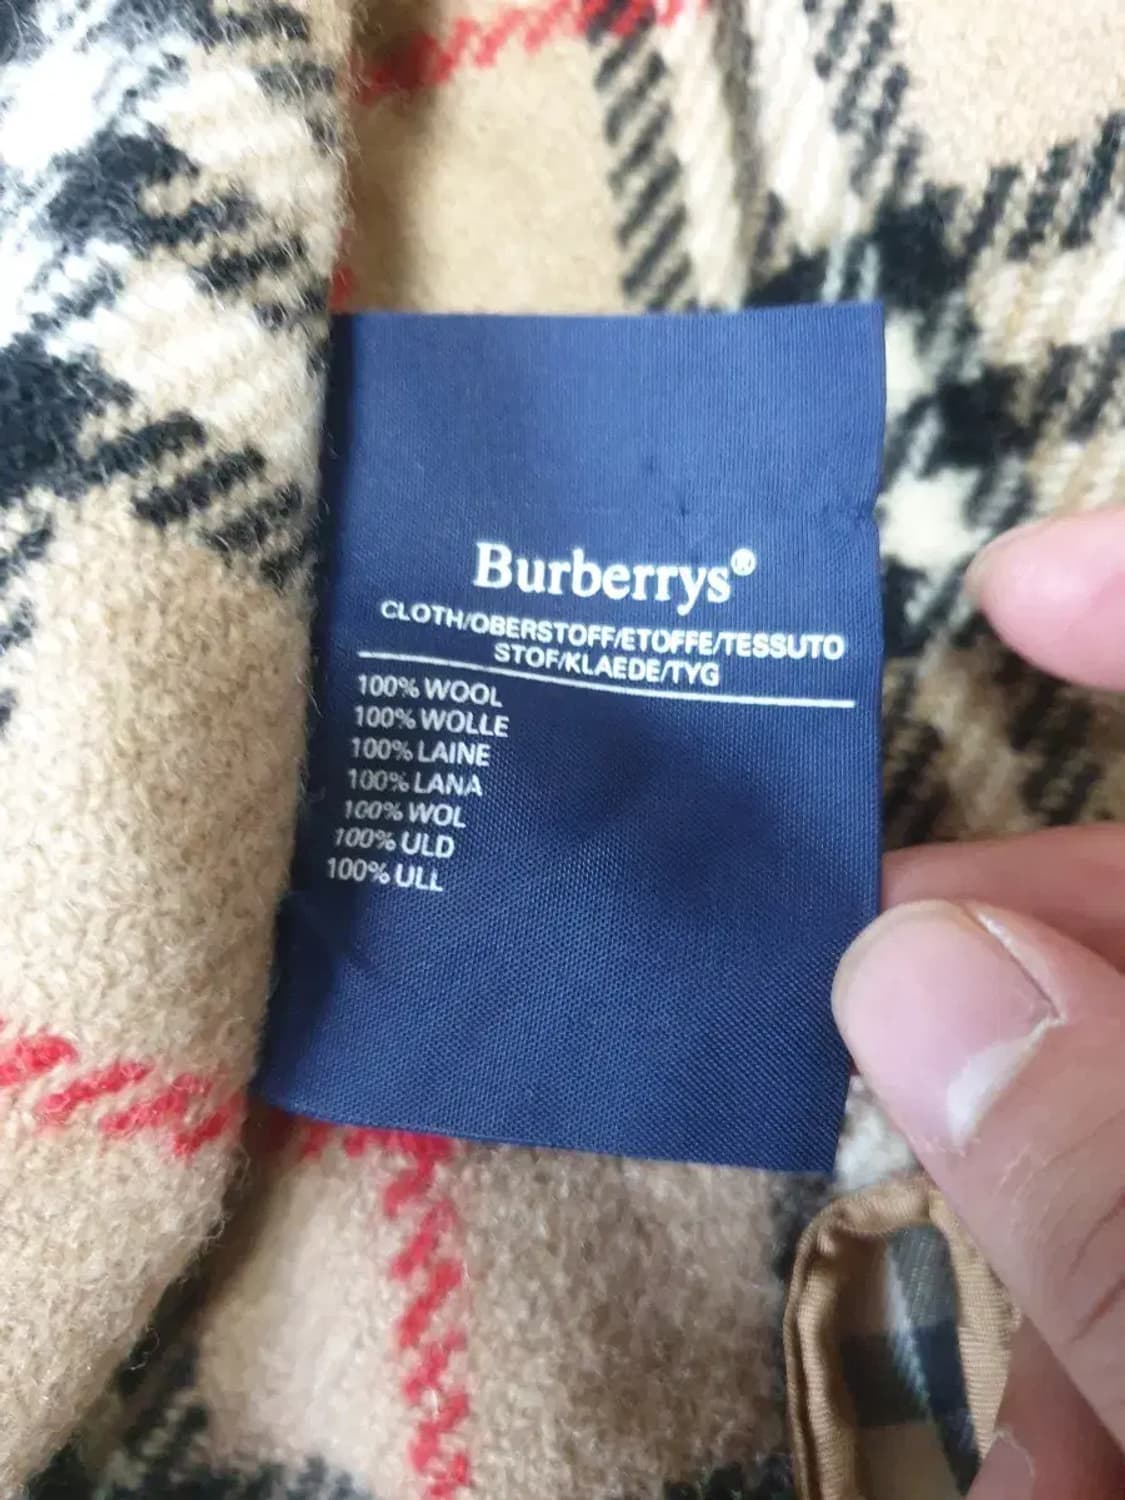 Burberrys®
CLOTH/OBERSTOFF/ETOFFE/TESSUTO
STOF/KLAEDE/TYG
100% WOOL
100% WOLLE
100% LAINE
100% LANA
100% WOL
100% ULD
100% ULL